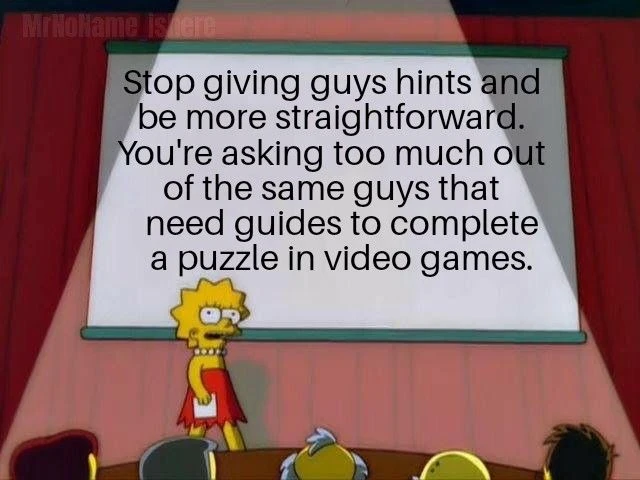 MrNoName_ishere
Stop giving guys hints and
be more straightforward.
You're asking too much out
of the same guys that
need guides to complete
a puzzle in video games.